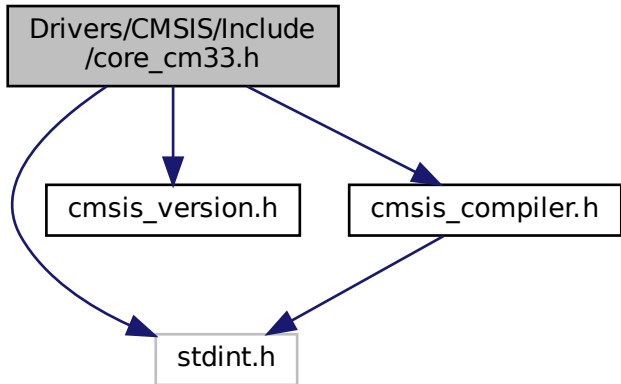 Drivers/CMSIS/Include
/core_cm33.h
cmsis_version.h
cmsis_compiler.h
stdint.h